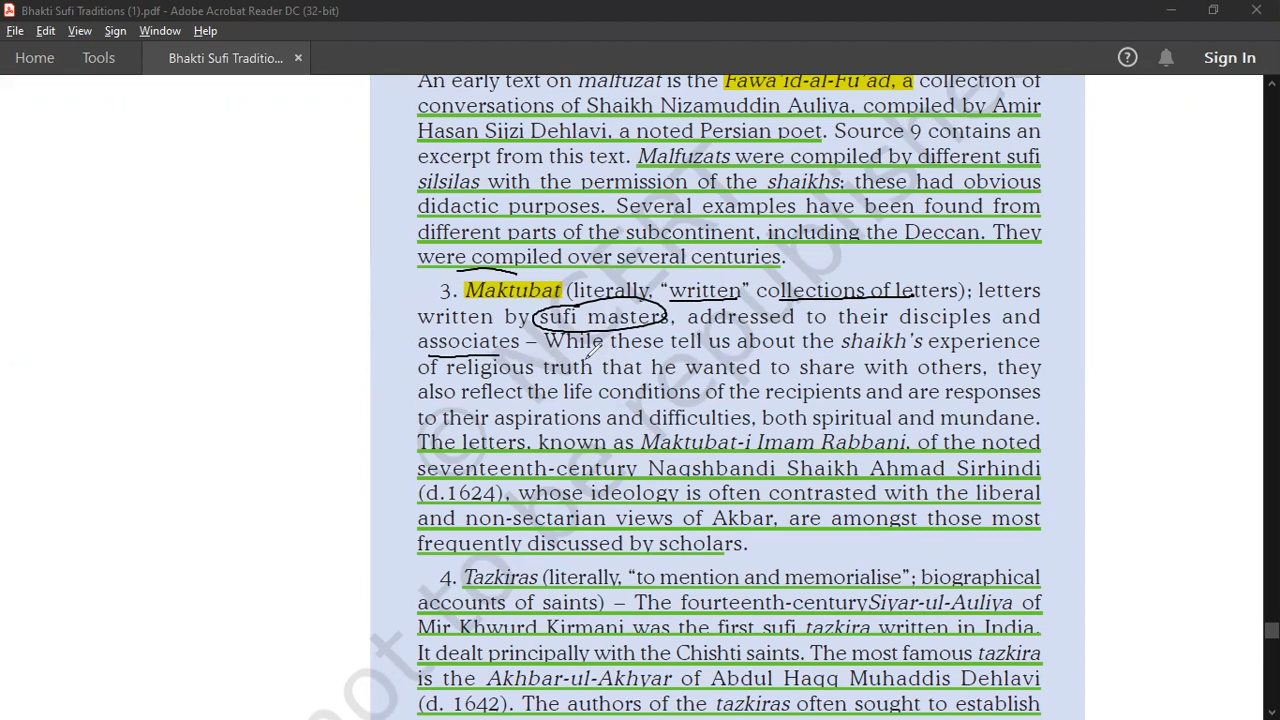 Bhakti Sufi Traditions (1).pdf - Adobe Acrobat Reader DC (32-bit)
File Edit View Sign Window Help
Home Tools Bhakti Sufi Traditio... × Sign In
An early text on malfuzat is the Fawa'id-al-Fu'ad, a collection of
conversations of Shaikh Nizamuddin Auliya, compiled by Amir
Hasan Sijzi Dehlavi, a noted Persian poet. Source 9 contains an
excerpt from this text. Malfuzats were compiled by different sufi
silsilas with the permission of the shaikhs; these had obvious
didactic purposes. Several examples have been found from
different parts of the subcontinent, including the Deccan. They
were compiled over several centuries.
3. Maktubat (literally, “written” collections of letters); letters
written by sufi masters, addressed to their disciples and
associates – While these tell us about the shaikh's experience
of religious truth that he wanted to share with others, they
also reflect the life conditions of the recipients and are responses
to their aspirations and difficulties, both spiritual and mundane.
The letters, known as Maktubat-i Imam Rabbani, of the noted
seventeenth-century Naqshbandi Shaikh Ahmad Sirhindi
(d.1624), whose ideology is often contrasted with the liberal
and non-sectarian views of Akbar, are amongst those most
frequently discussed by scholars.
4. Tazkiras (literally, “to mention and memorialise”; biographical
accounts of saints) – The fourteenth-centurySiyar-ul-Auliya of
Mir Khwurd Kirmani was the first sufi tazkira written in India.
It dealt principally with the Chishti saints. The most famous tazkira
is the Akhbar-ul-Akhyar of Abdul Haqq Muhaddis Dehlavi
(d. 1642). The authors of the tazkiras often sought to establish
© NCERT
not to be republished